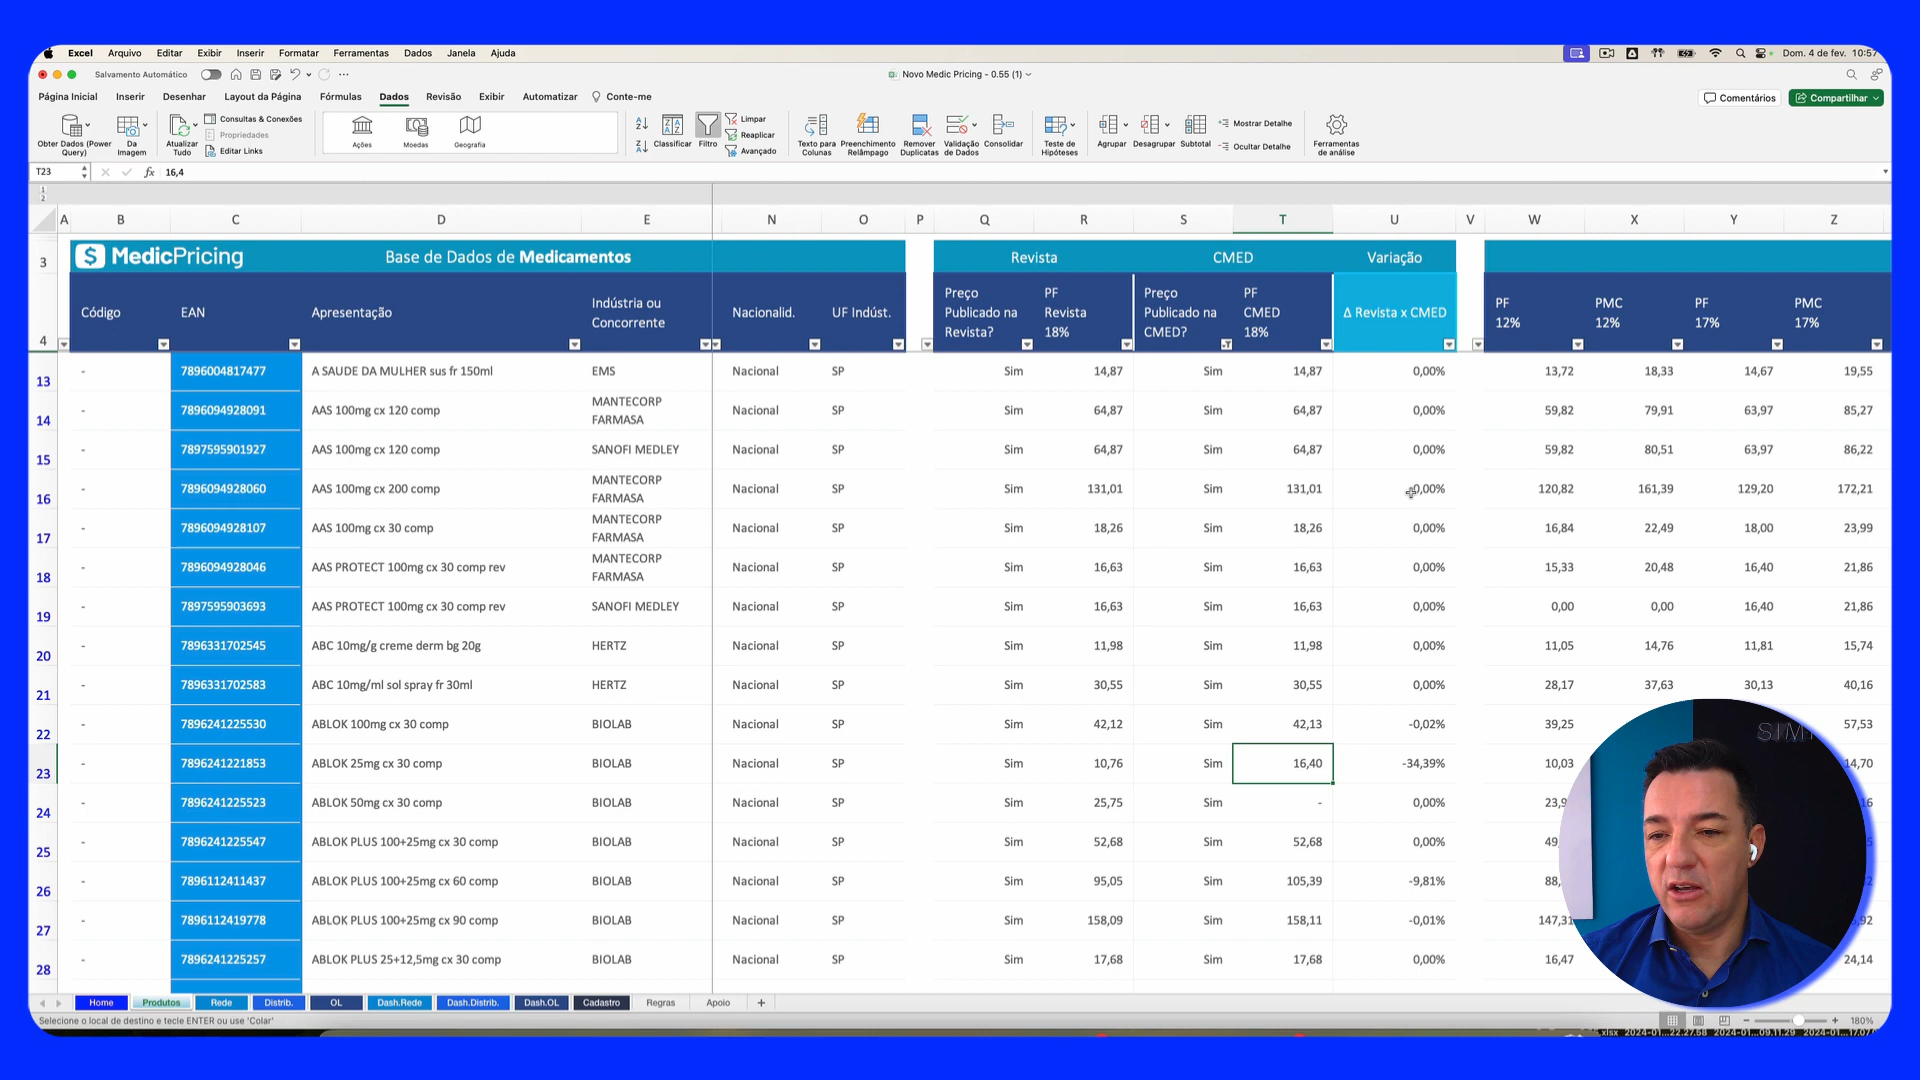 Excel Arquivo Editar Exibir Inserir Formatar Ferramentas Dados Janela Ajuda
Dom. 4 de fev. 10:57
Salvamento Automático
Novo Medic Pricing - 0.55 (1)
Página Inicial Inserir Desenhar Layout da Página Fórmulas Dados Revisão Exibir Automatizar Conte-me
Comentários Compartilhar
Obter Dados (Power Query)
Da Imagem
Atualizar Tudo
Consultas & Conexões
Propriedades
Editar Links
Ações Moedas Geografia
Classificar
Filtro
Limpar
Reaplicar
Avançado
Texto para Colunas
Preenchimento Relâmpago
Remover Duplicatas
Validação de Dados
Consolidar
Teste de Hipóteses
Agrupar
Desagrupar
Subtotal
Mostrar Detalhe
Ocultar Detalhe
Ferramentas de análise
T23 fx 16,4
1
2
A B C D E N O P Q R S T U V W X Y Z
3 $ MedicPricing Base de Dados de Medicamentos Revista CMED Variação
4 Código EAN Apresentação Indústria ou Concorrente Nacionalid. UF Indúst. Preço Publicado na Revista? PF Revista 18% Preço Publicado na CMED? PF CMED 18% Δ Revista x CMED PF 12% PMC 12% PF 17% PMC 17%
13 - 7896004817477 A SAUDE DA MULHER sus fr 150ml EMS Nacional SP Sim 14,87 Sim 14,87 0,00% 13,72 18,33 14,67 19,55
14 - 7896094928091 AAS 100mg cx 120 comp MANTECORP FARMASA Nacional SP Sim 64,87 Sim 64,87 0,00% 59,82 79,91 63,97 85,27
15 - 7897595901927 AAS 100mg cx 120 comp SANOFI MEDLEY Nacional SP Sim 64,87 Sim 64,87 0,00% 59,82 80,51 63,97 86,22
16 - 7896094928060 AAS 100mg cx 200 comp MANTECORP FARMASA Nacional SP Sim 131,01 Sim 131,01 0,00% 120,82 161,39 129,20 172,21
17 - 7896094928107 AAS 100mg cx 30 comp MANTECORP FARMASA Nacional SP Sim 18,26 Sim 18,26 0,00% 16,84 22,49 18,00 23,99
18 - 7896094928046 AAS PROTECT 100mg cx 30 comp rev MANTECORP FARMASA Nacional SP Sim 16,63 Sim 16,63 0,00% 15,33 20,48 16,40 21,86
19 - 7897595903693 AAS PROTECT 100mg cx 30 comp rev SANOFI MEDLEY Nacional SP Sim 16,63 Sim 16,63 0,00% 0,00 0,00 16,40 21,86
20 - 7896331702545 ABC 10mg/g creme derm bg 20g HERTZ Nacional SP Sim 11,98 Sim 11,98 0,00% 11,05 14,76 11,81 15,74
21 - 7896331702583 ABC 10mg/ml sol spray fr 30ml HERTZ Nacional SP Sim 30,55 Sim 30,55 0,00% 28,17 37,63 30,13 40,16
22 - 7896241225530 ABLOK 100mg cx 30 comp BIOLAB Nacional SP Sim 42,12 Sim 42,13 -0,02% 39,25 57,53
23 - 7896241221853 ABLOK 25mg cx 30 comp BIOLAB Nacional SP Sim 10,76 Sim 16,40 -34,39% 10,03 14,70
24 - 7896241225523 ABLOK 50mg cx 30 comp BIOLAB Nacional SP Sim 25,75 Sim - 0,00%
25 - 7896241225547 ABLOK PLUS 100+25mg cx 30 comp BIOLAB Nacional SP Sim 52,68 Sim 52,68 0,00%
26 - 7896112411437 ABLOK PLUS 100+25mg cx 60 comp BIOLAB Nacional SP Sim 95,05 Sim 105,39 -9,81%
27 - 7896112419778 ABLOK PLUS 100+25mg cx 90 comp BIOLAB Nacional SP Sim 158,09 Sim 158,11 -0,01% 147,31
28 - 7896241225257 ABLOK PLUS 25+12,5mg cx 30 comp BIOLAB Nacional SP Sim 17,68 Sim 17,68 0,00% 16,47 24,14
Home Produtos Rede Distrib. OL Dash.Rede Dash.Distrib. Dash.OL Cadastro Regras Apoio +
Selecione o local de destino e tecle ENTER ou use 'Colar'
180%